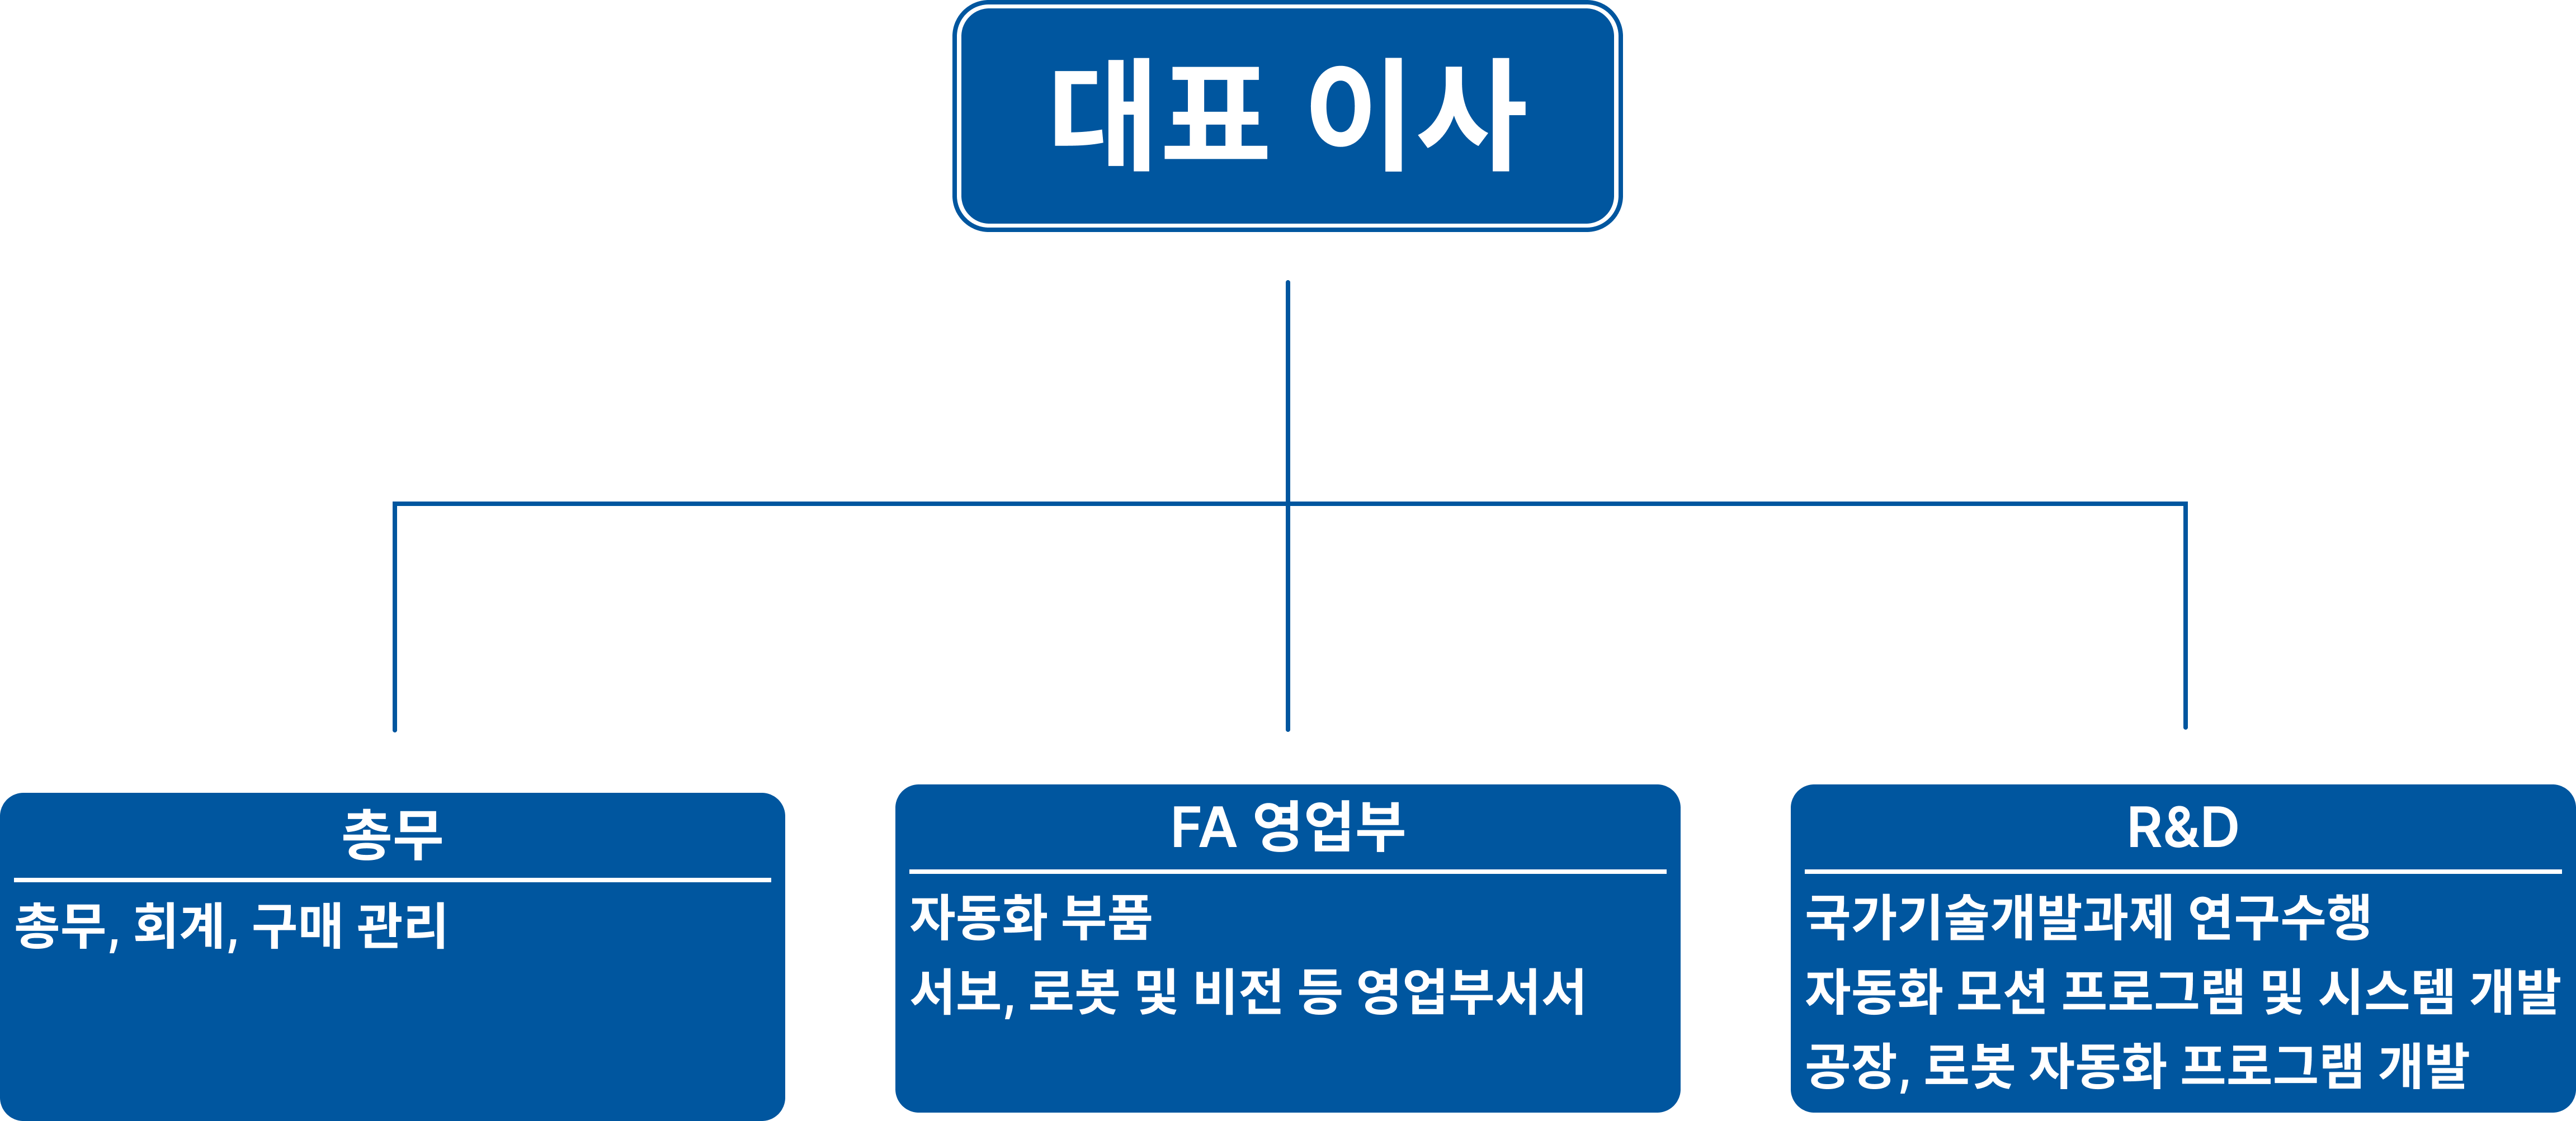 대표 이사
총무
총무, 회계, 구매 관리
FA 영업부
자동화 부품
서보, 로봇 및 비전 등 영업부서서
R&D
국가기술개발과제 연구수행
자동화 모션 프로그램 및 시스템 개발
공장, 로봇 자동화 프로그램 개발